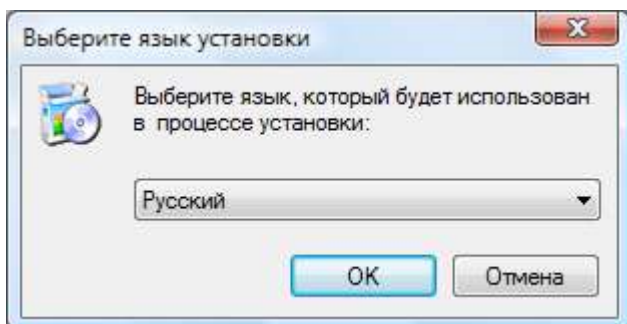 Выберите язык установки
Выберите язык, который будет использован
в процессе установки:
Русский
OK
Отмена